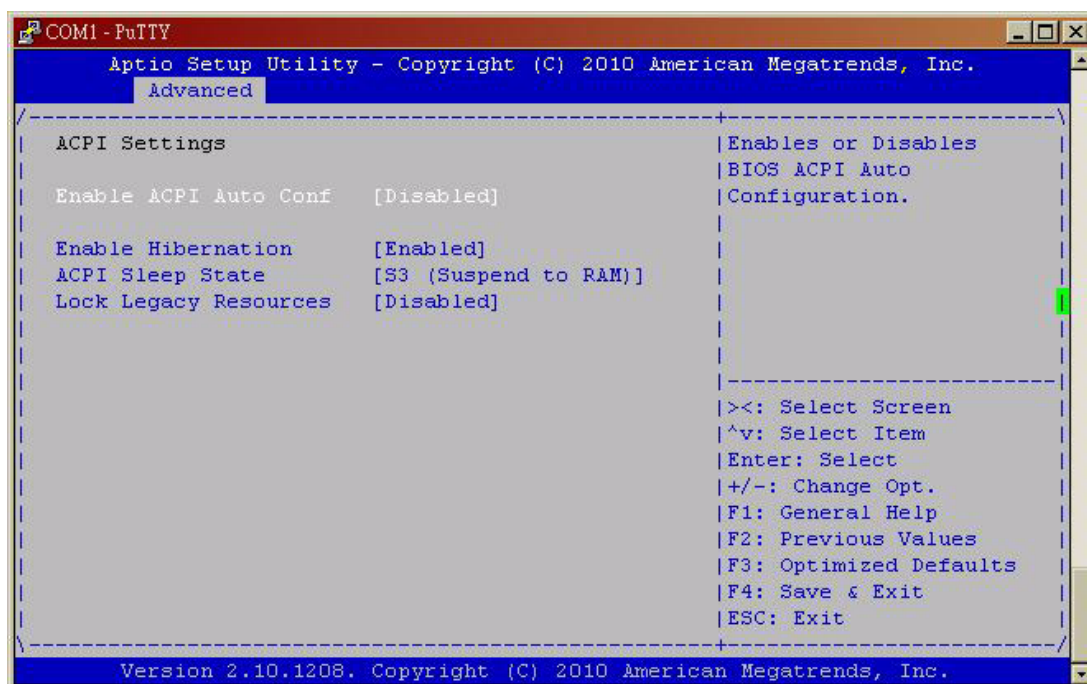 COM1 - PuTTY
Aptio Setup Utility - Copyright (C) 2010 American Megatrends, Inc.
Advanced
ACPI Settings
Enable ACPI Auto Conf [Disabled]
Enable Hibernation [Enabled]
ACPI Sleep State [S3 (Suspend to RAM)]
Lock Legacy Resources [Disabled]
Enables or Disables
BIOS ACPI Auto
Configuration.
><: Select Screen
^v: Select Item
Enter: Select
+/-: Change Opt.
F1: General Help
F2: Previous Values
F3: Optimized Defaults
F4: Save & Exit
ESC: Exit
Version 2.10.1208. Copyright (C) 2010 American Megatrends, Inc.